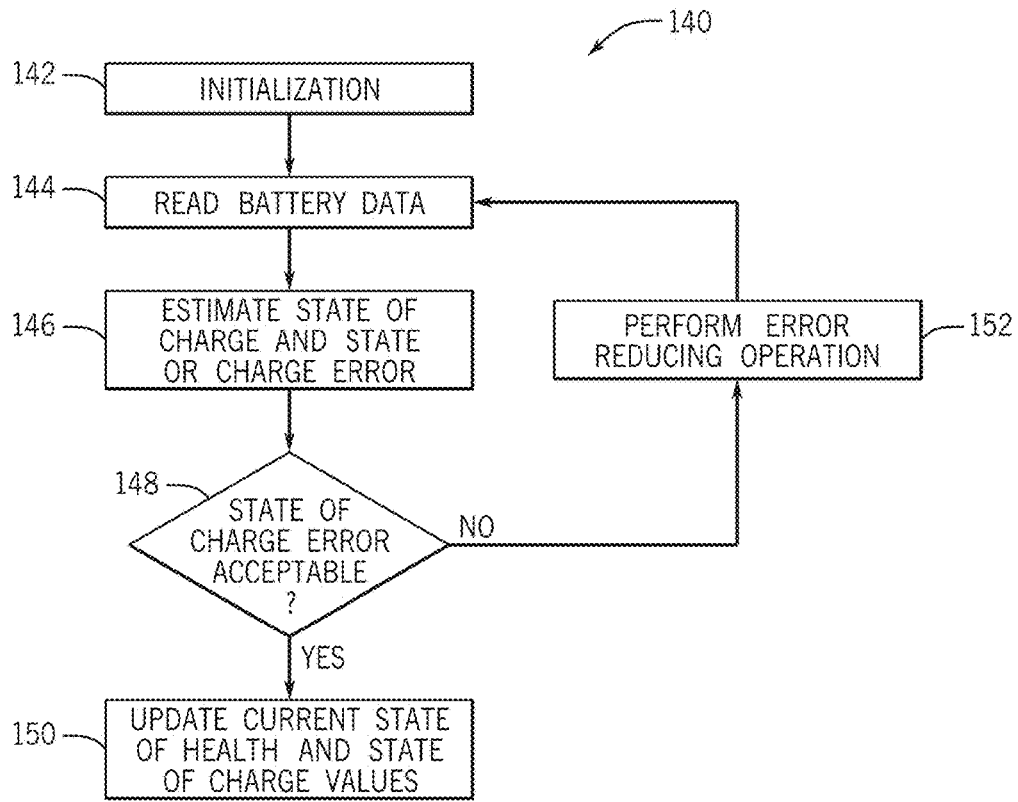 140
142
INITIALIZATION
144
READ BATTERY DATA
146
ESTIMATE STATE OF
CHARGE AND STATE
OR CHARGE ERROR
PERFORM ERROR
REDUCING OPERATION
152
148
STATE OF
CHARGE ERROR
ACCEPTABLE
?
NO
YES
150
UPDATE CURRENT STATE
OF HEALTH AND STATE
OF CHARGE VALUES